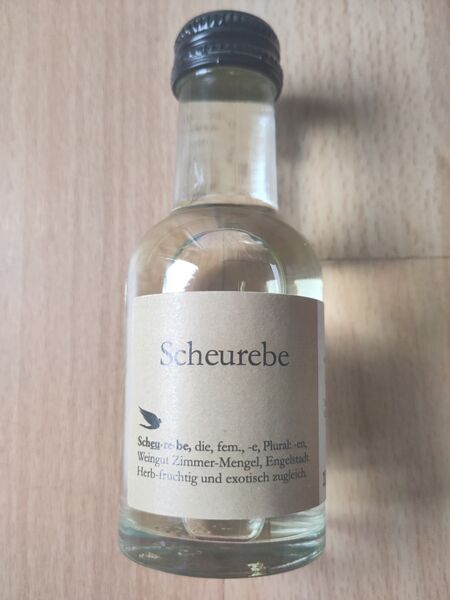 Scheurebe
Scheu·re·be, die, fem., -e, Plural: -en,
Weingut Zimmer-Mengel, Engelstadt.
Herb-fruchtig und exotisch zugleich.